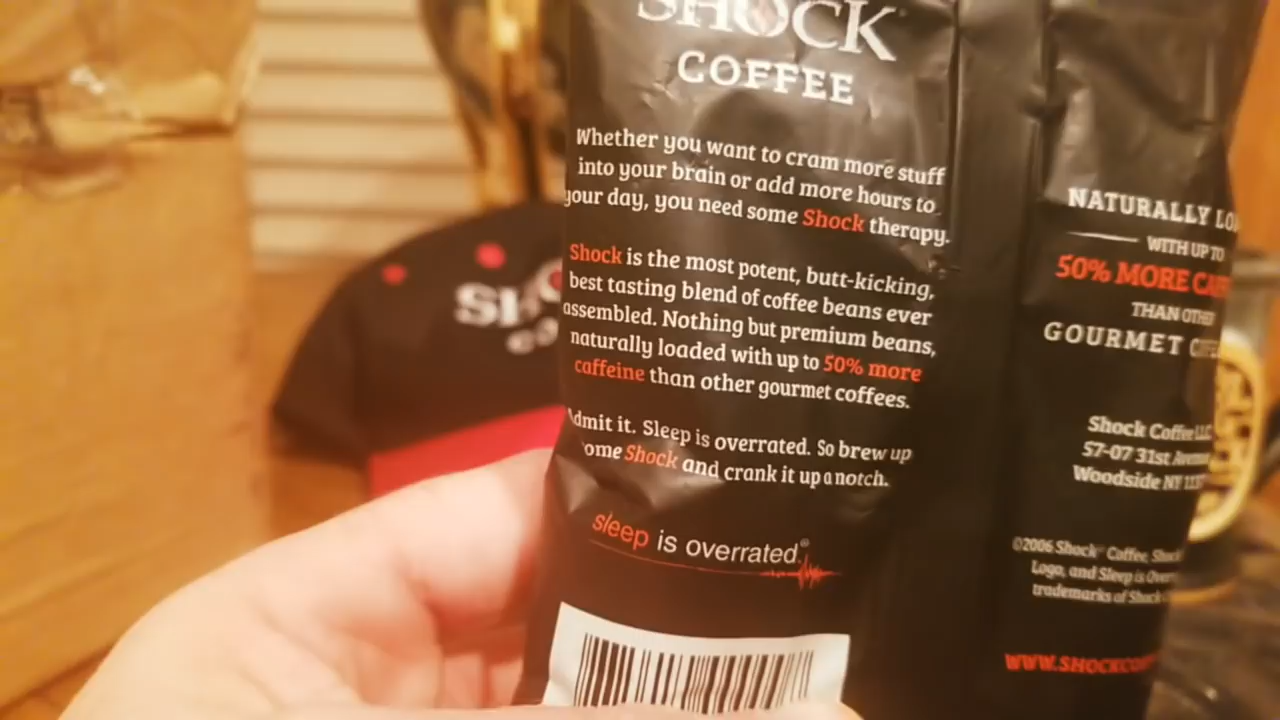 SHOCK
COFFEE
Whether you want to cram more stuff
into your brain or add more hours to
your day, you need some Shock therapy.
Shock is the most potent, butt-kicking,
best tasting blend of coffee beans ever
assembled. Nothing but premium beans,
naturally loaded with up to 50% more
caffeine than other gourmet coffees.
Admit it. Sleep is overrated. So brew up
some Shock and crank it up a notch.
sleep is overrated.®
NATURALLY LO
WITH UP TO
50% MORE CAF
THAN OTHE
GOURMET
Shock Coffee LLC
57-07 31st Avenue
Woodside NY
©2006 Shock® Coffee, Shock
Logo, and Sleep is Over
trademarks of Shock
WWW.SHOCKCO